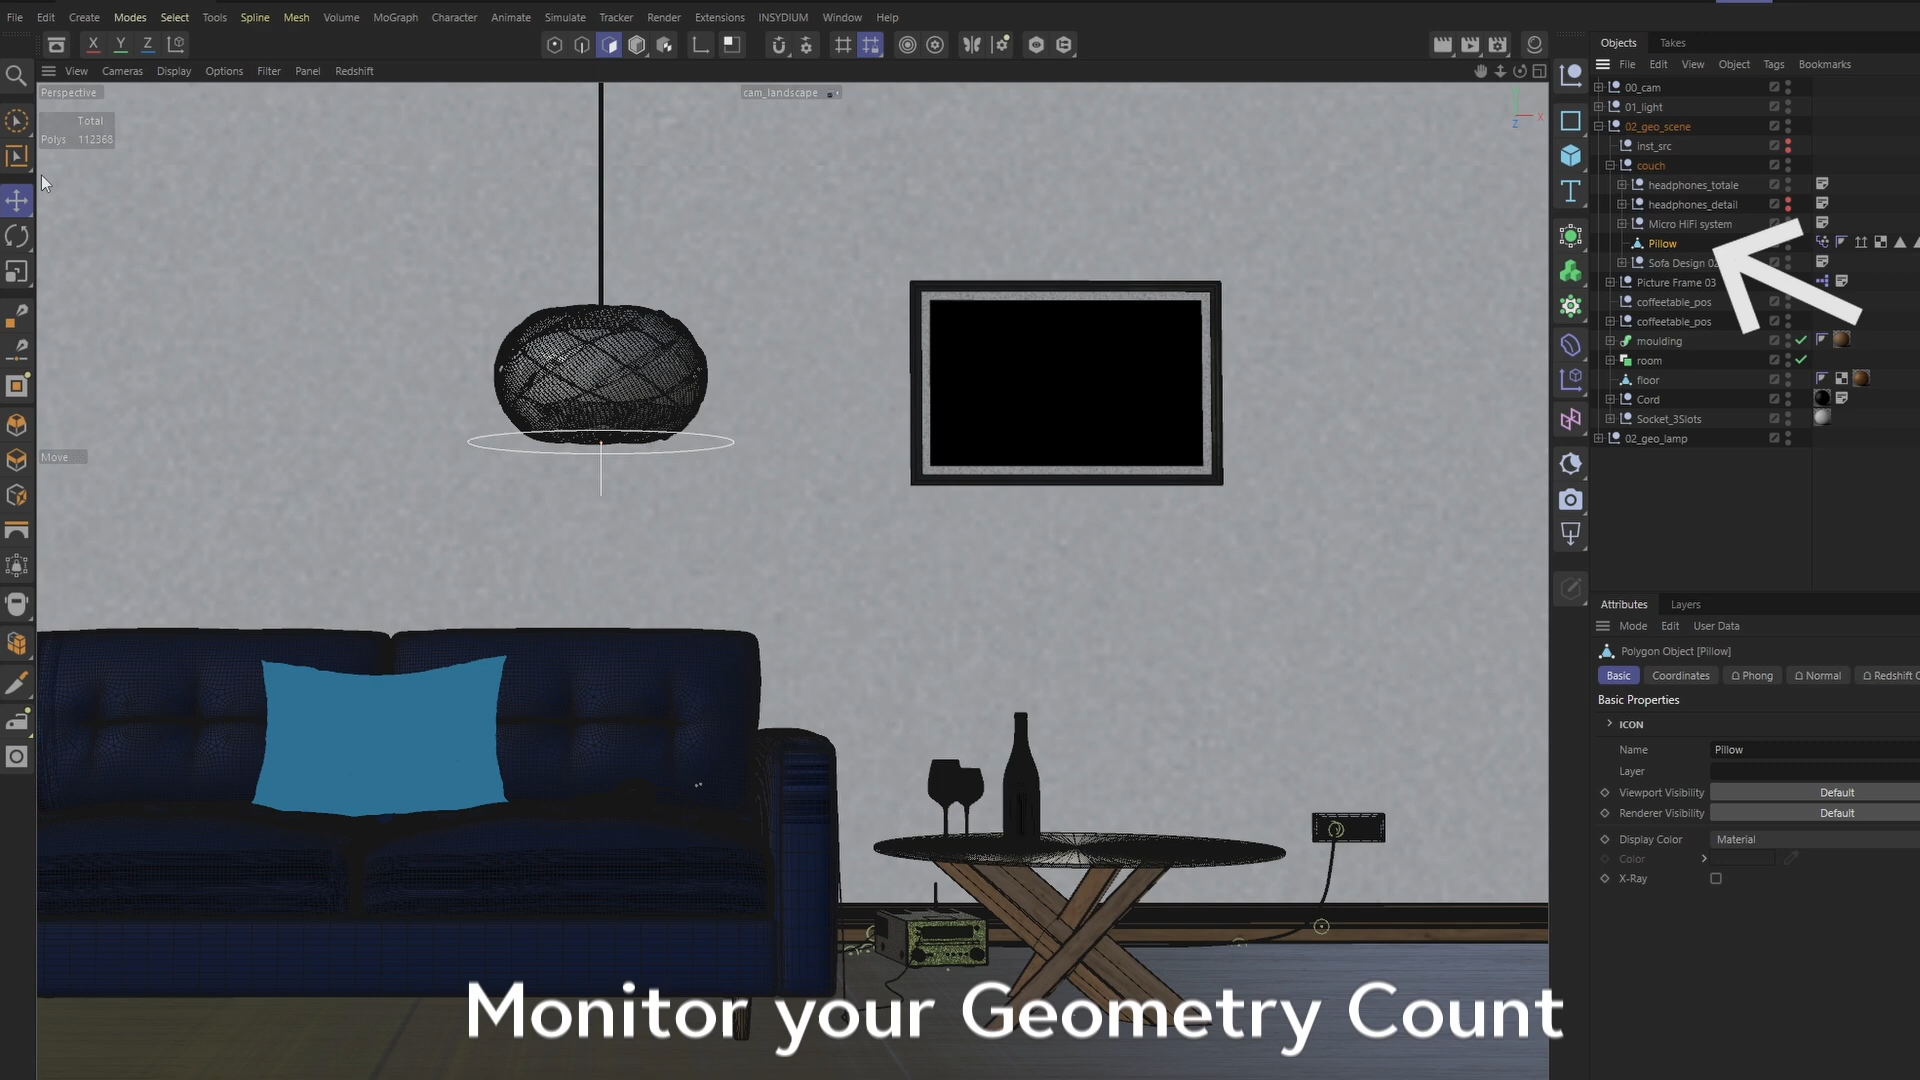 File Edit Create Modes Select Tools Spline Mesh Volume MoGraph Character Animate Simulate Tracker Render Extensions INSYDIUM Window Help
X Y Z
View Cameras Display Options Filter Panel Redshift
Perspective
cam_landscape
Total
Polys 112368
Z X
Move
Objects Takes
File Edit View Object Tags Bookmarks
00_cam
01_light
02_geo_scene
inst_src
couch
headphones_totale
headphones_detail
Micro HiFi system
Pillow
Sofa Design
Picture Frame 03
coffeetable_pos
coffeetable_pos
moulding
room
floor
Cord
Socket_3Slots
02_geo_lamp
Attributes Layers
Mode Edit User Data
Polygon Object [Pillow]
Basic Coordinates Phong Normal Redshift
Basic Properties
ICON
Name Pillow
Layer
Viewport Visibility Default
Renderer Visibility Default
Display Color Material
Color
X-Ray
Monitor your Geometry Count